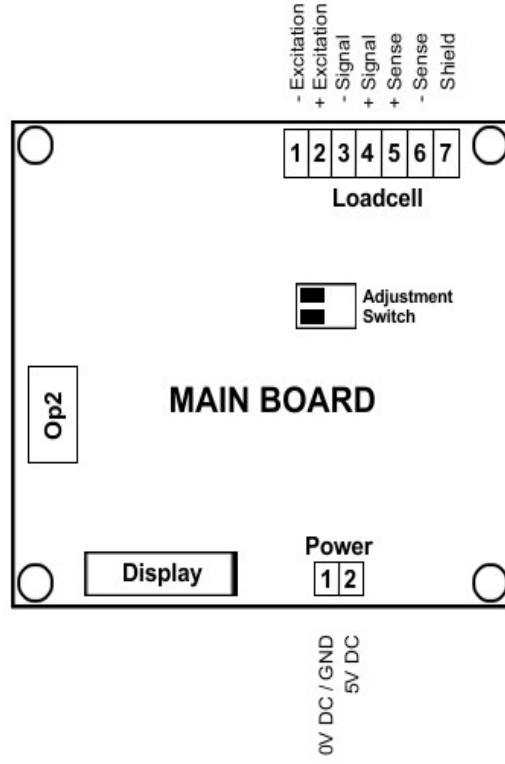 - Excitation
+ Excitation
- Signal
+ Signal
+ Sense
- Sense
Shield
1 2 3 4 5 6 7
Loadcell
Adjustment
Switch
Op2
MAIN BOARD
Display
Power
1 2
0V DC / GND
5V DC